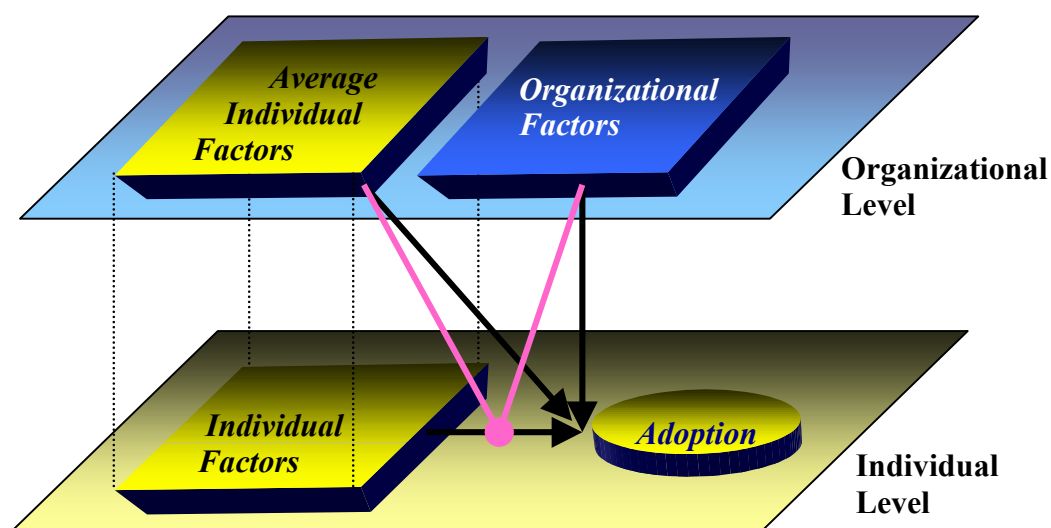 Average
Individual
Factors
Organizational
Factors
Organizational
Level
Individual
Factors
Adoption
Individual
Level